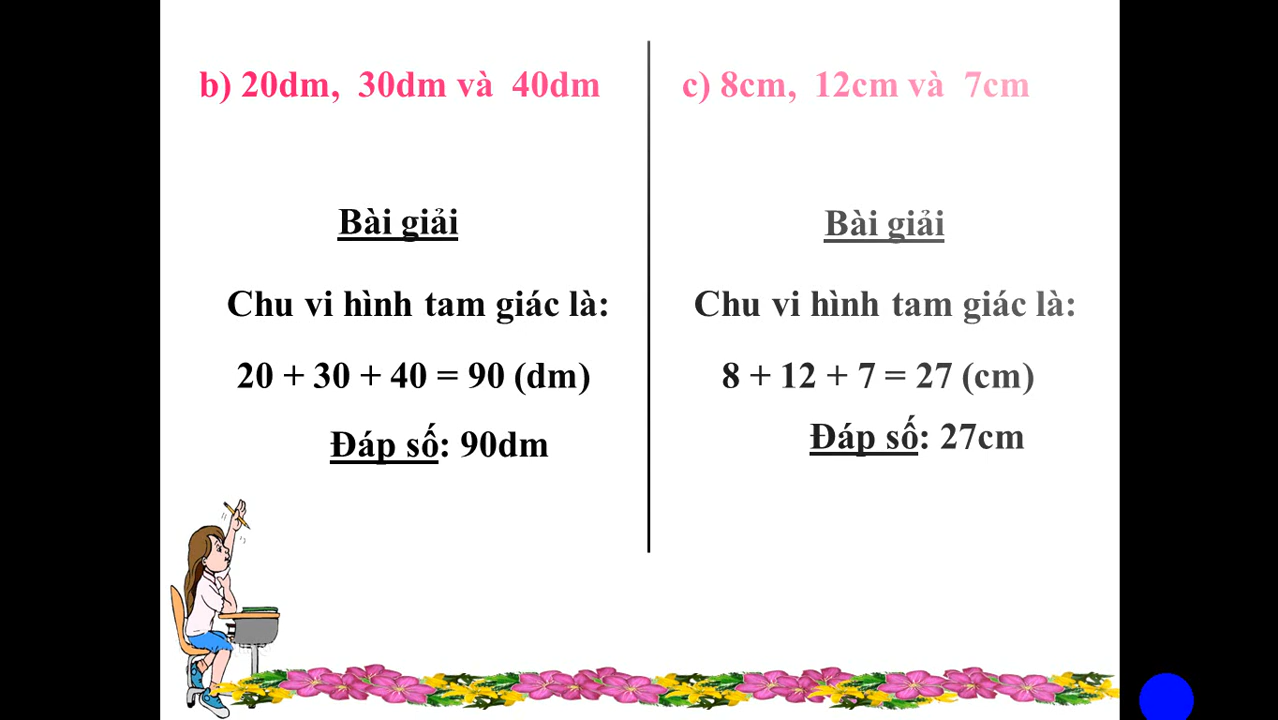 b) 20dm, 30dm và 40dm
Bài giải
Chu vi hình tam giác là:
20 + 30 + 40 = 90 (dm)
Đáp số: 90dm
c) 8cm, 12cm và 7cm
Bài giải
Chu vi hình tam giác là:
8 + 12 + 7 = 27 (cm)
Đáp số: 27cm